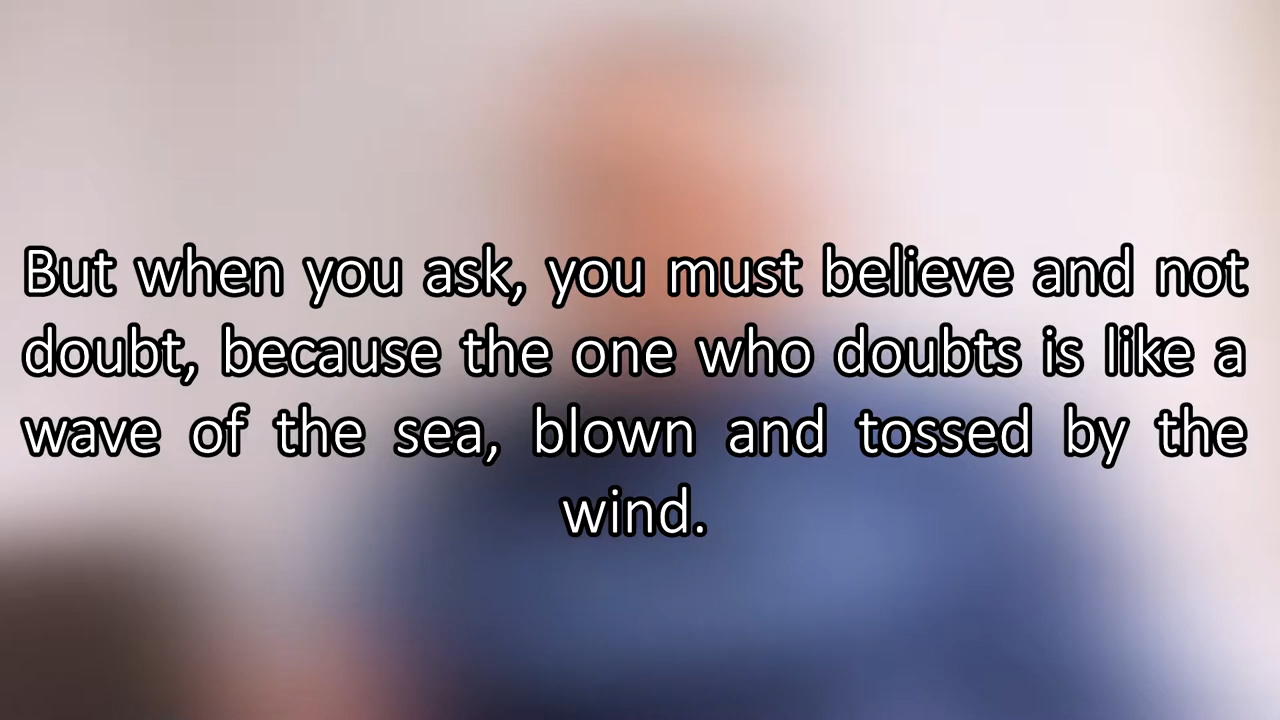 But when you ask, you must believe and not
doubt, because the one who doubts is like a
wave of the sea, blown and tossed by the
wind.